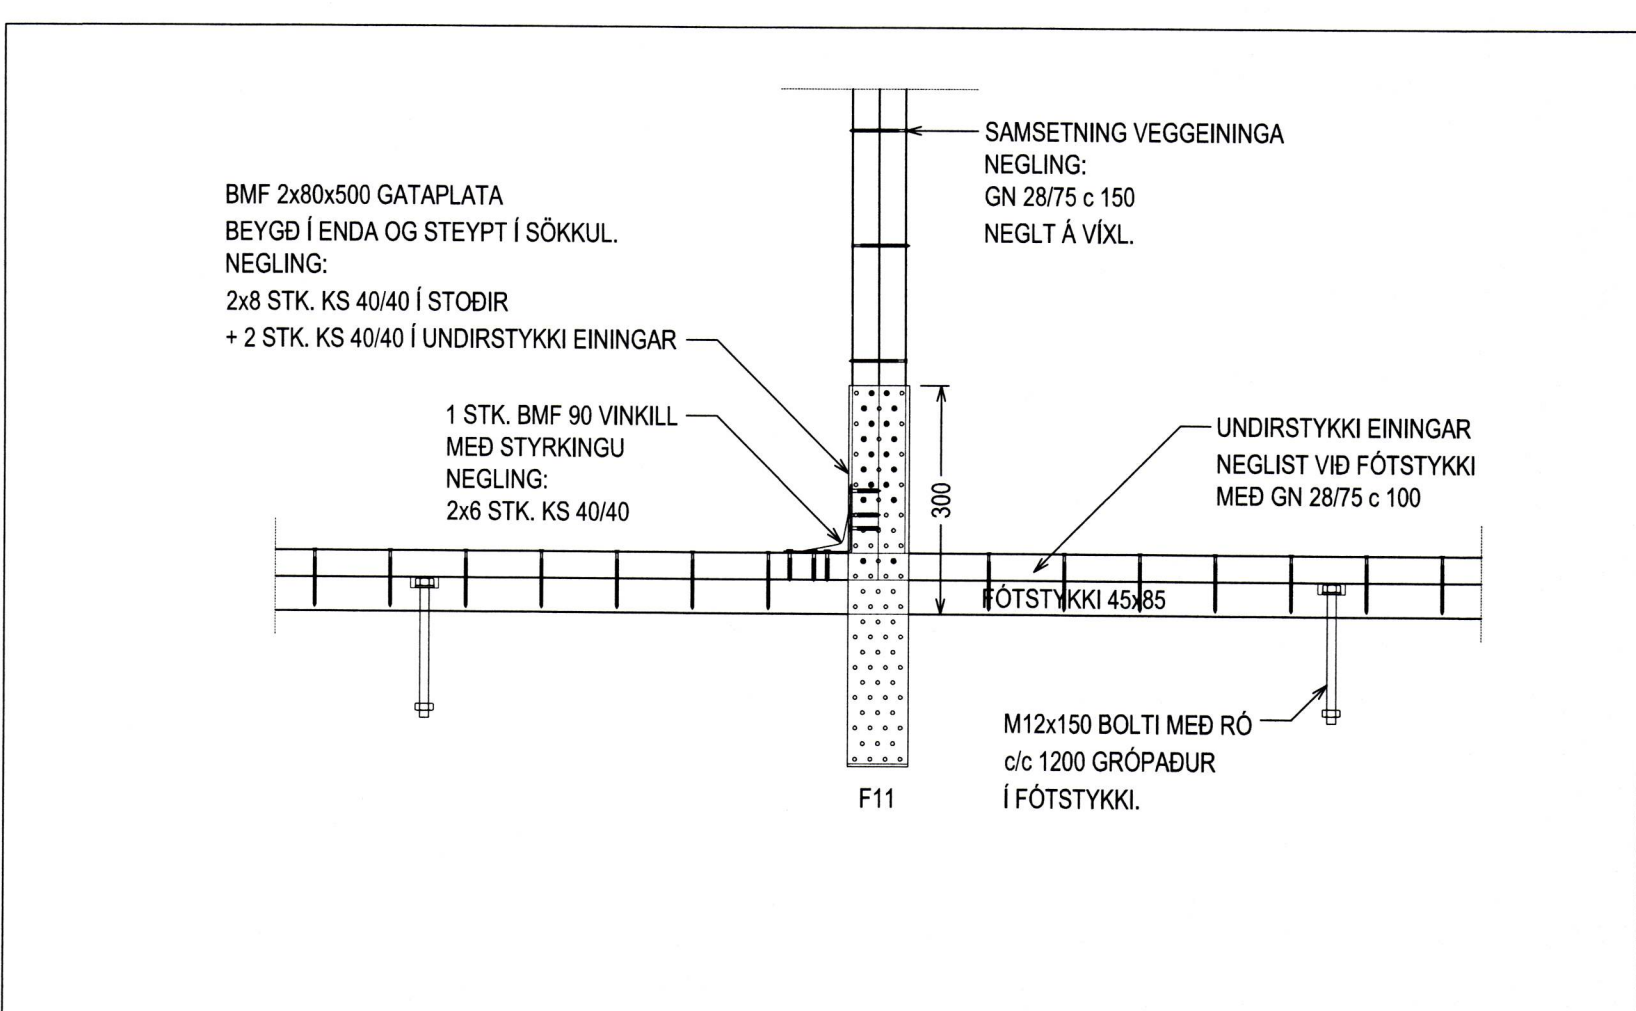 SAMSETNING VEGGEININGA
NEGLING:
GN 28/75 c 150
NEGLT Á VÍXL.
BMF 2x80x500 GATAPLATA
BEYGÐ Í ENDA OG STEYPT Í SÖKKUL.
NEGLING:
2x8 STK. KS 40/40 Í STOÐIR
+ 2 STK. KS 40/40 Í UNDIRSTYKKI EININGAR
1 STK. BMF 90 VINKILL
MEÐ STYRKINGU
NEGLING:
2x6 STK. KS 40/40
300
UNDIRSTYKKI EININGAR
NEGLIST VIÐ FÓTSTYKKI
MEÐ GN 28/75 c 100
FÓTSTYKKI 45x85
M12x150 BOLTI MEÐ RÓ
c/c 1200 GRÓPAÐUR
Í FÓTSTYKKI.
F11